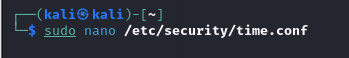 ┌──(kali㉿kali)-[~]
└─$ sudo nano /etc/security/time.conf